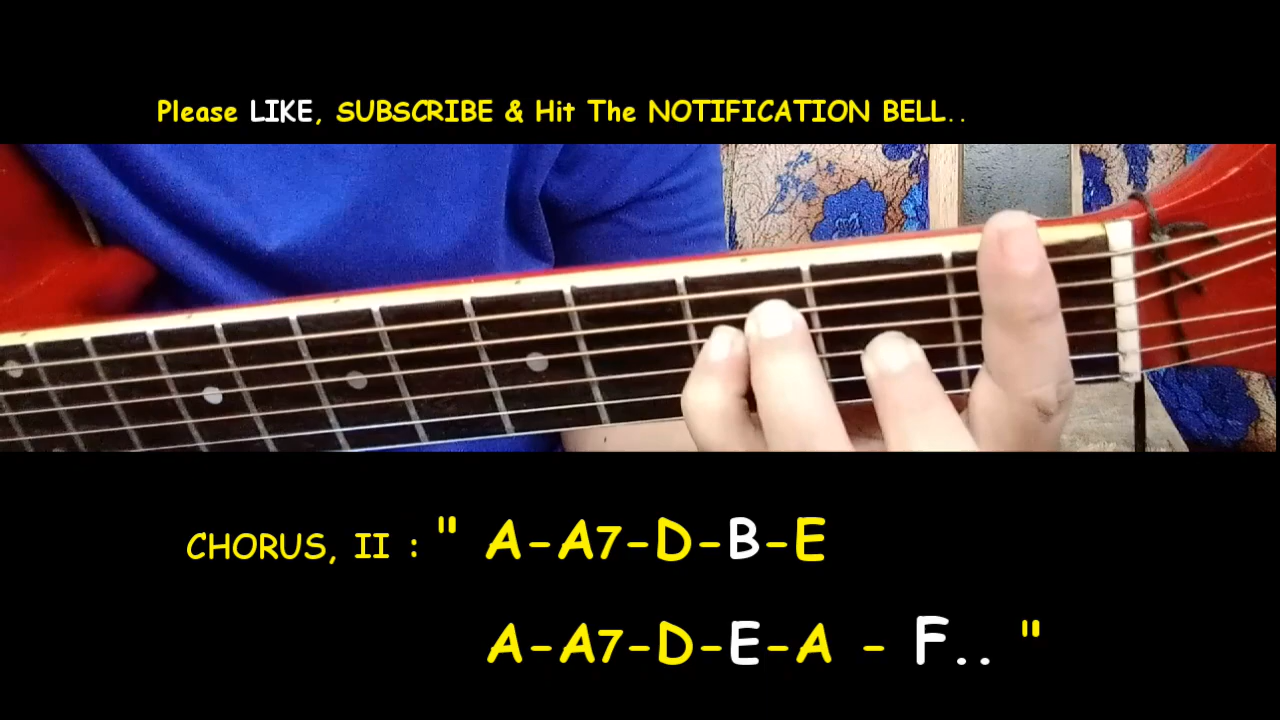 Please LIKE, SUBSCRIBE & Hit The NOTIFICATION BELL..
CHORUS, II : " A-A7-D-B-E
A-A7-D-E-A - F.. "